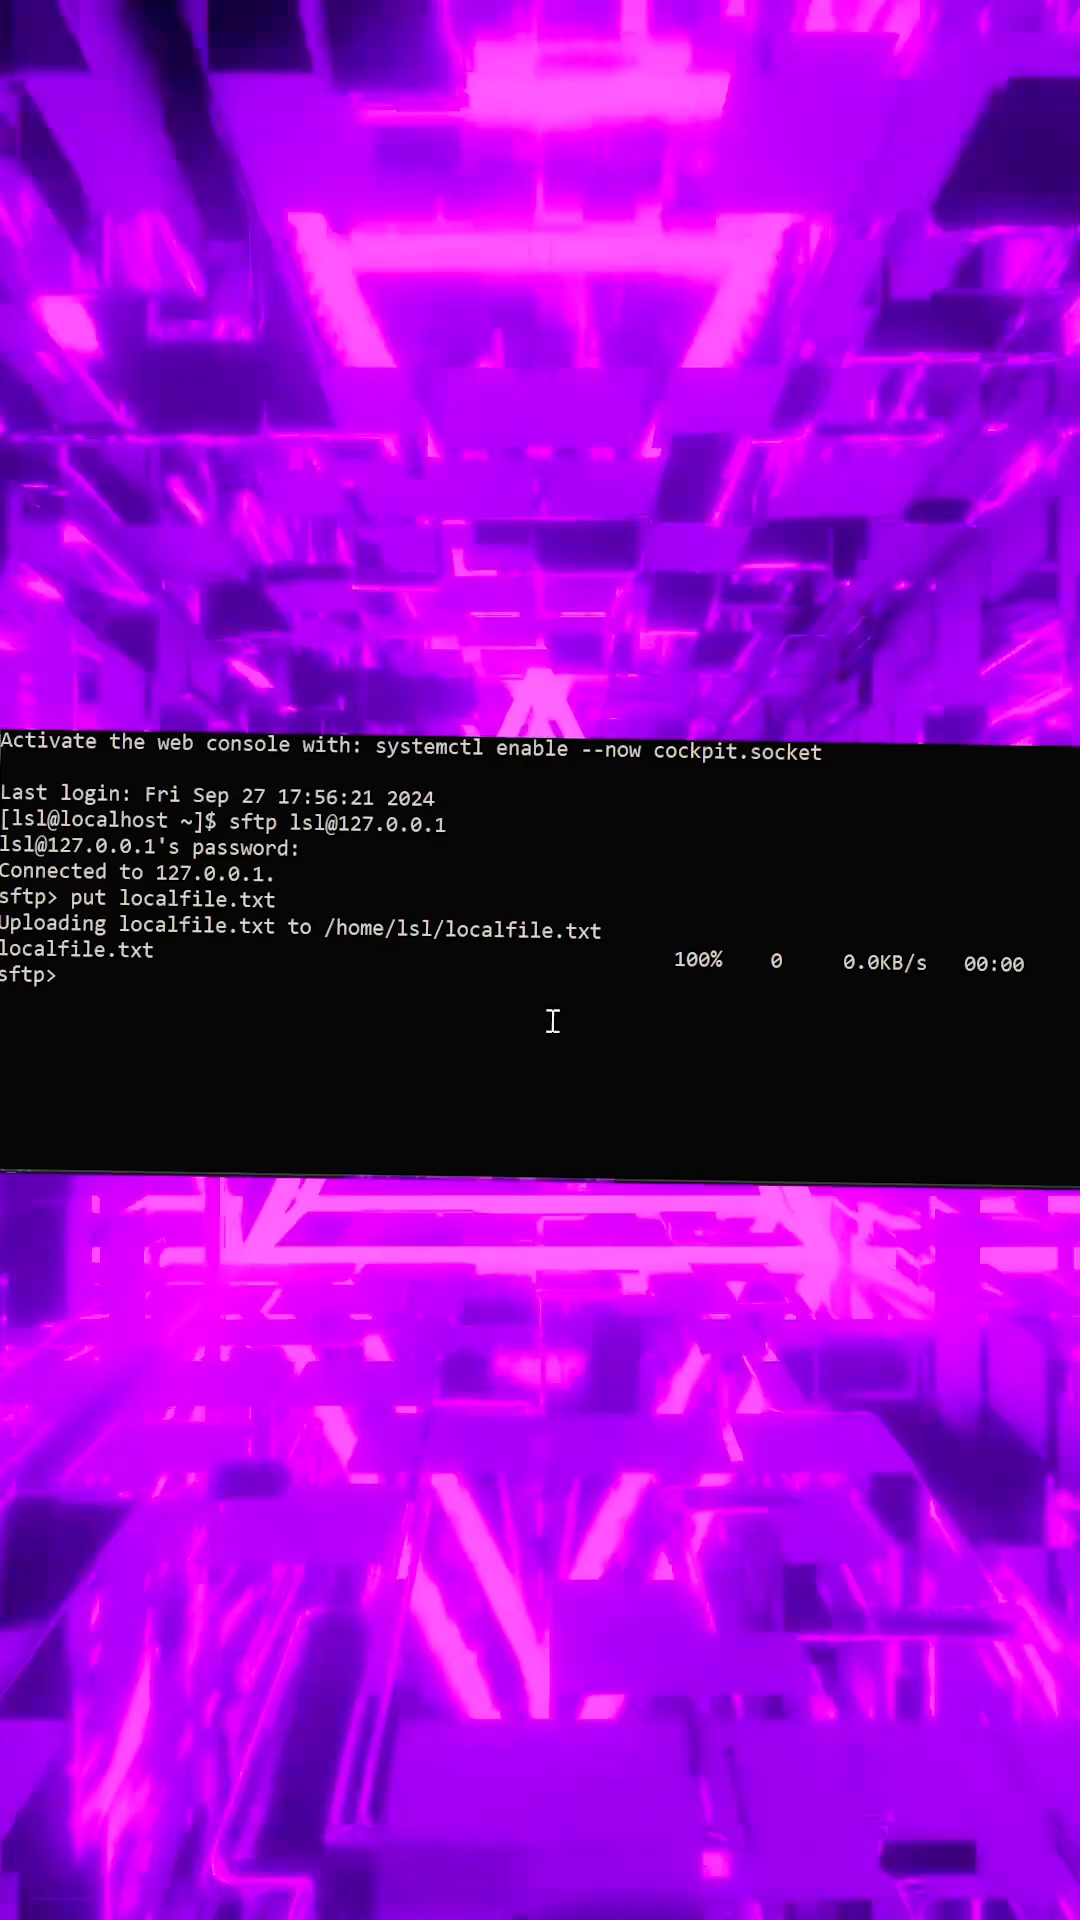 Activate the web console with: systemctl enable --now cockpit.socket
Last login: Fri Sep 27 17:56:21 2024
[lsl@localhost ~]$ sftp lsl@127.0.0.1
lsl@127.0.0.1's password:
Connected to 127.0.0.1.
sftp> put localfile.txt
Uploading localfile.txt to /home/lsl/localfile.txt
localfile.txt 100% 0 0.0KB/s 00:00
sftp>